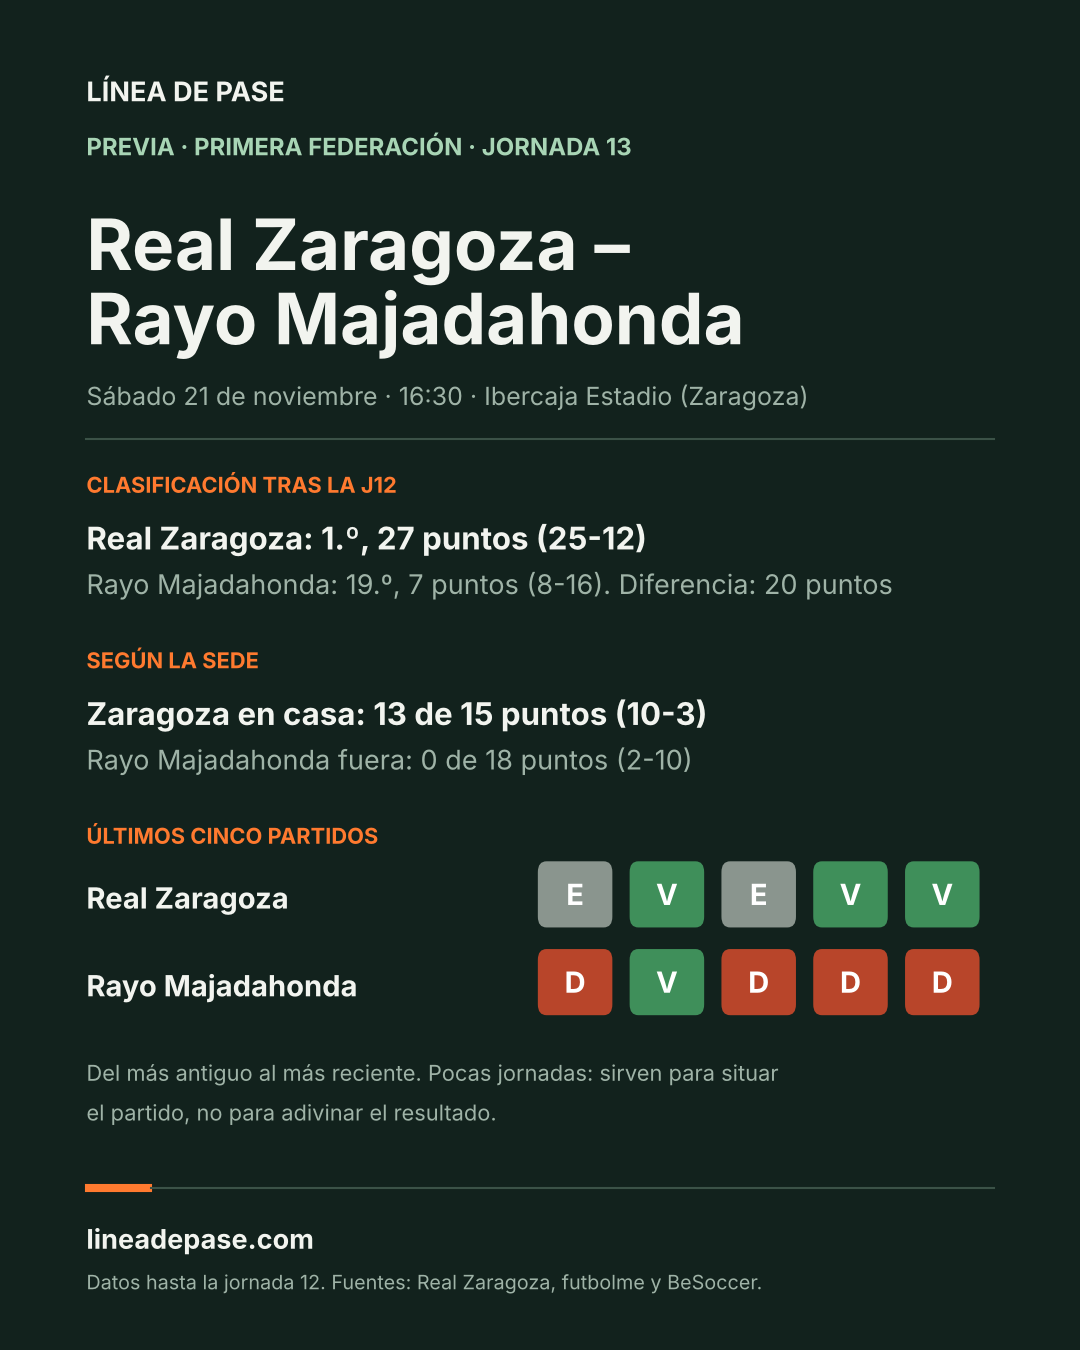 LÍNEA DE PASE
PREVIA · PRIMERA FEDERACIÓN · JORNADA 13
Real Zaragoza –
Rayo Majadahonda
Sábado 21 de noviembre · 16:30 · Ibercaja Estadio (Zaragoza)
CLASIFICACIÓN TRAS LA J12
Real Zaragoza: 1.º, 27 puntos (25-12)
Rayo Majadahonda: 19.º, 7 puntos (8-16). Diferencia: 20 puntos
SEGÚN LA SEDE
Zaragoza en casa: 13 de 15 puntos (10-3)
Rayo Majadahonda fuera: 0 de 18 puntos (2-10)
ÚLTIMOS CINCO PARTIDOS
Real Zaragoza E V E V V
Rayo Majadahonda D V D D D
Del más antiguo al más reciente. Pocas jornadas: sirven para situar
el partido, no para adivinar el resultado.
lineadepase.com
Datos hasta la jornada 12. Fuentes: Real Zaragoza, futbolme y BeSoccer.